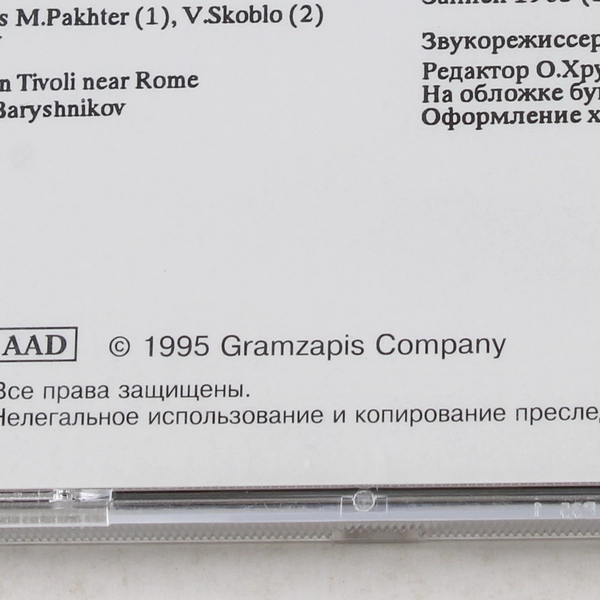 M.Pakhter (1), V.Skoblo (2)
Tivoli near Rome
Baryshnikov
Звукорежиссер
Редактор О.Хру
На обложке бу
Оформление х
AAD © 1995 Gramzapis Company
Все права защищены.
Нелегальное использование и копирование пресле